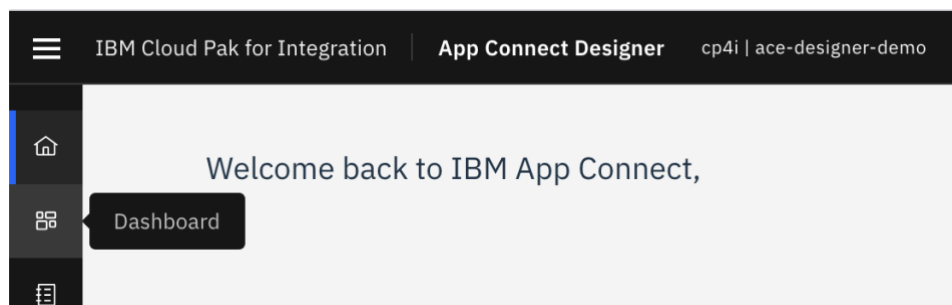 IBM Cloud Pak for Integration App Connect Designer cp4i | ace-designer-demo
Welcome back to IBM App Connect,
Dashboard